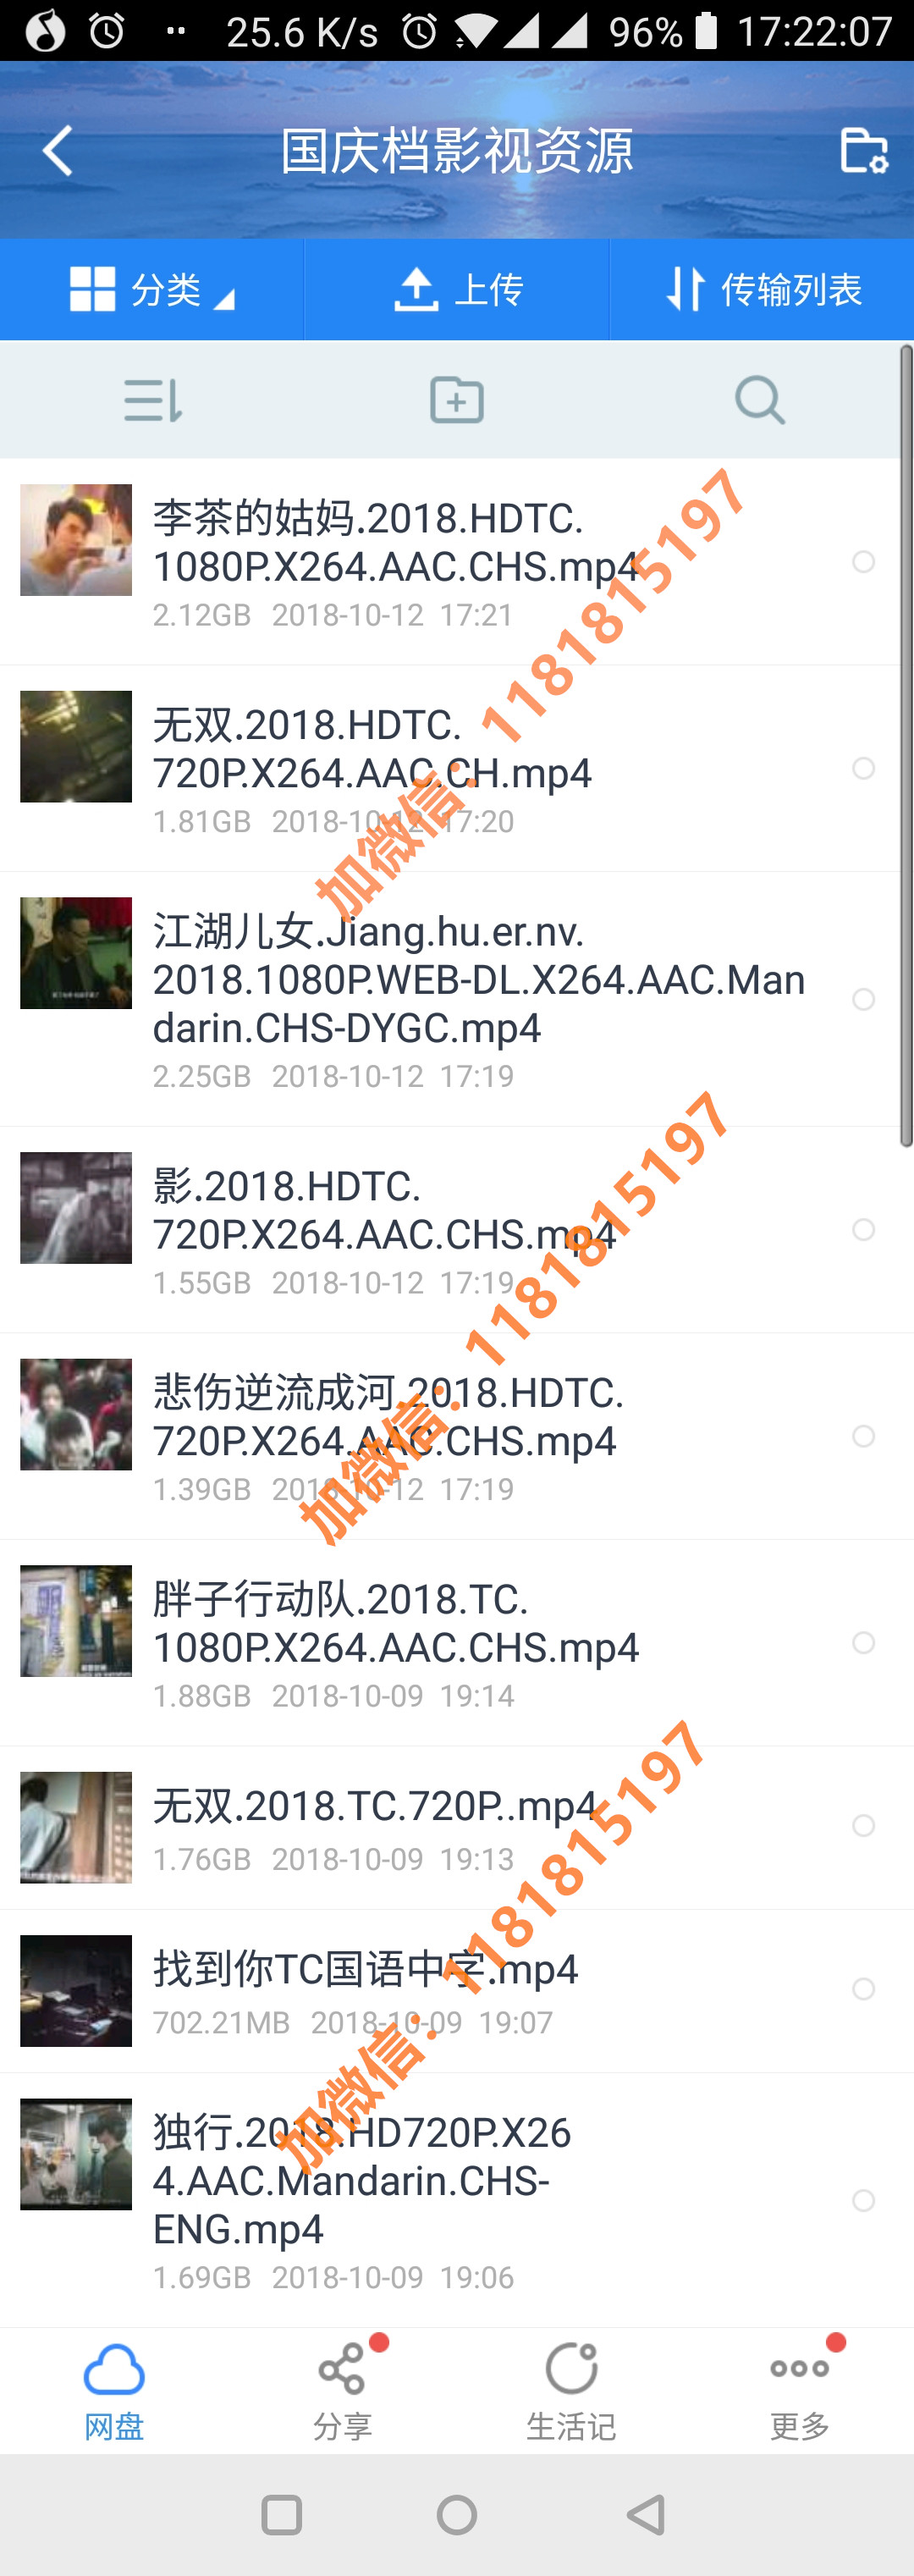 25.6 K/s 96% 17:22:07
国庆档影视资源
分类 上传 传输列表
李茶的姑妈.2018.HDTC.
1080P.X264.AAC.CHS.mp4
2.12GB 2018-10-12 17:21
无双.2018.HDTC.
720P.X264.AAC.CH.mp4
1.81GB 2018-10-12 17:20
加微信：1181815197
江湖儿女.Jiang.hu.er.nv.
2018.1080P.WEB-DL.X264.AAC.Man
darin.CHS-DYGC.mp4
2.25GB 2018-10-12 17:19
影.2018.HDTC.
720P.X264.AAC.CHS.mp4
1.55GB 2018-10-12 17:19
悲伤逆流成河.2018.HDTC.
720P.X264.AAC.CHS.mp4
1.39GB 2018-10-12 17:19
加微信：1181815197
胖子行动队.2018.TC.
1080P.X264.AAC.CHS.mp4
1.88GB 2018-10-09 19:14
无双.2018.TC.720P..mp4
1.76GB 2018-10-09 19:13
找到你TC国语中字.mp4
702.21MB 2018-10-09 19:07
加微信：1181815197
独行.2018.HD720P.X26
4.AAC.Mandarin.CHS-
ENG.mp4
1.69GB 2018-10-09 19:06
网盘 分享 生活记 更多